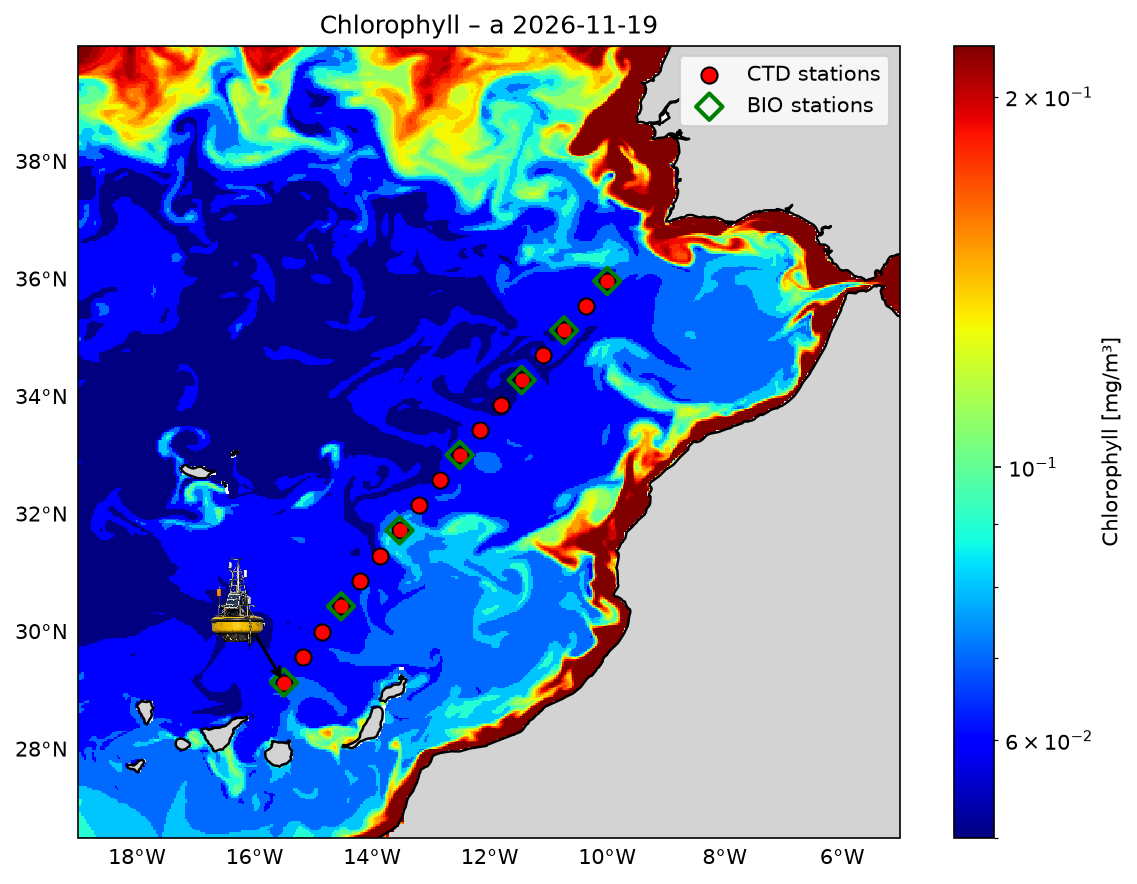 Chlorophyll – a 2026-11-19
CTD stations
BIO stations
38°N
36°N
34°N
32°N
30°N
28°N
18°W
16°W
14°W
12°W
10°W
8°W
6°W
2 × 10⁻¹
10⁻¹
6 × 10⁻²
Chlorophyll [mg/m³]